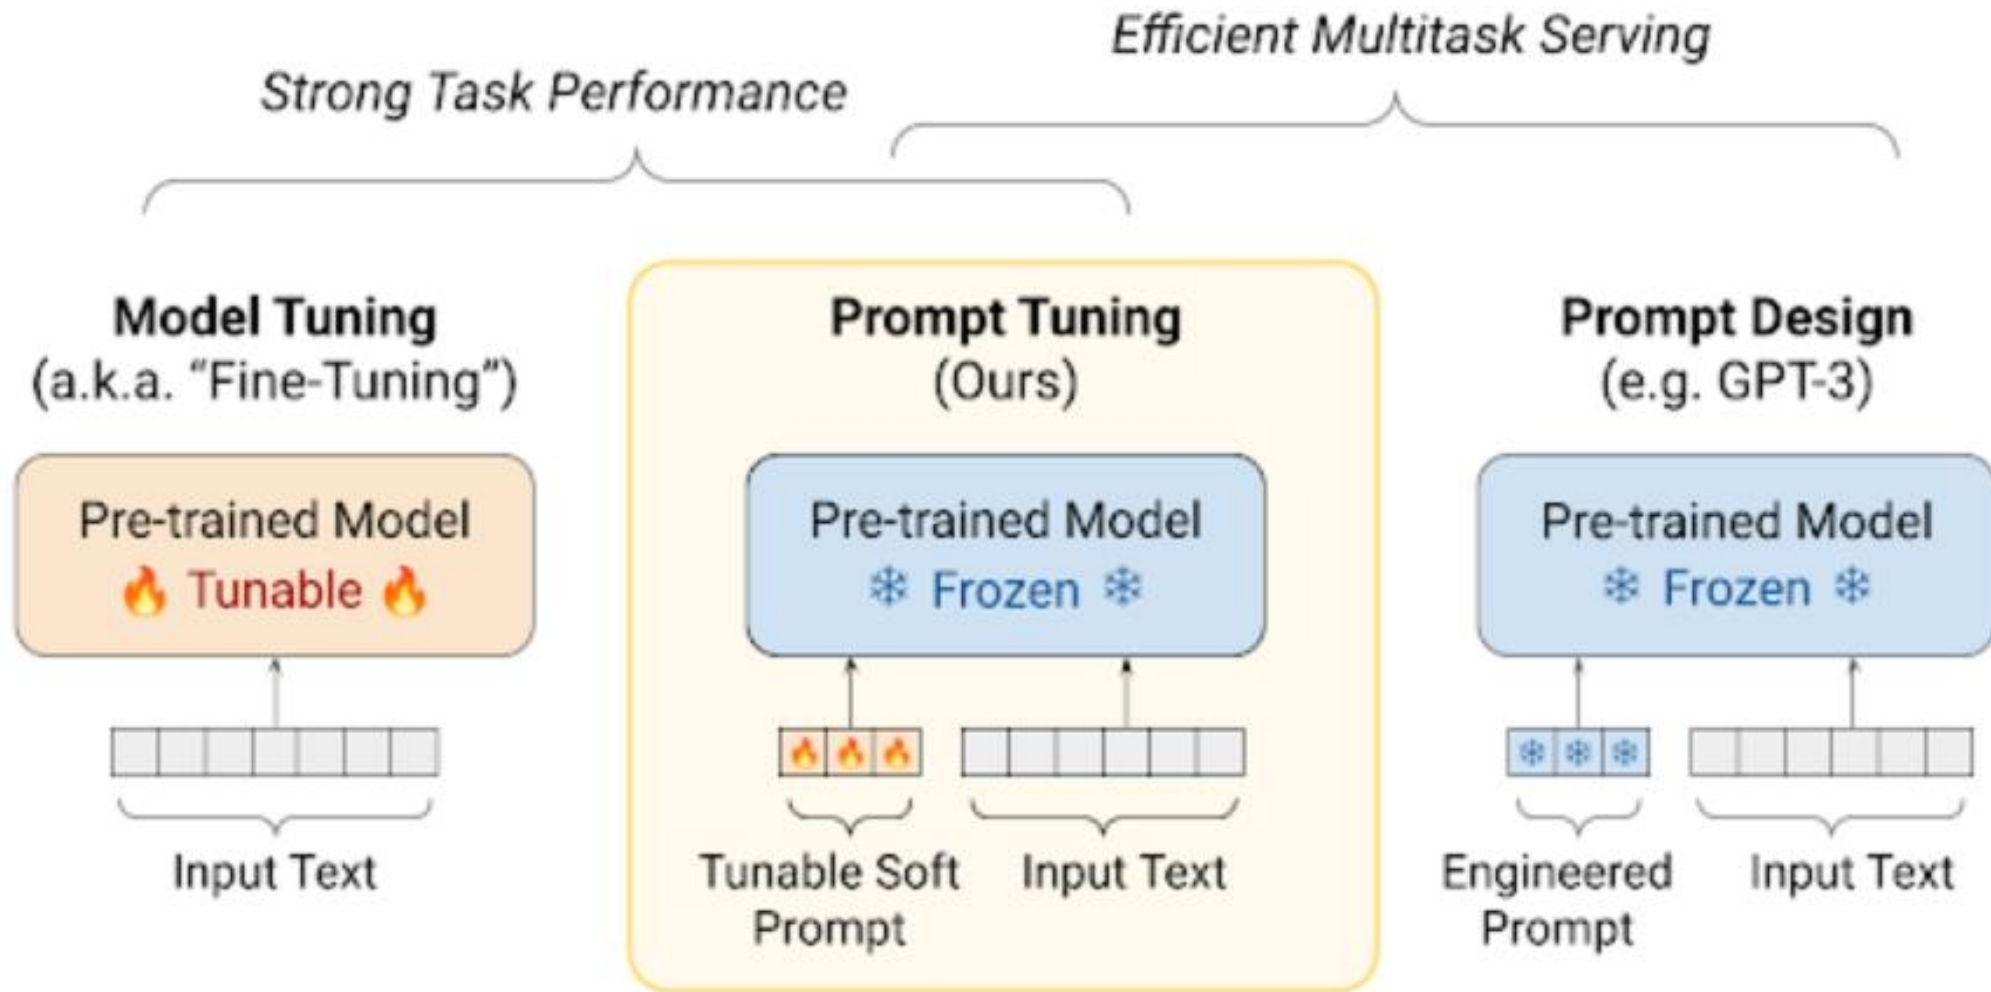 Efficient Multitask Serving
Strong Task Performance
Model Tuning
(a.k.a. “Fine-Tuning”)
Pre-trained Model
Tunable
Input Text
Prompt Tuning
(Ours)
Pre-trained Model
Frozen
Tunable Soft
Prompt
Input Text
Prompt Design
(e.g. GPT-3)
Pre-trained Model
Frozen
Engineered
Prompt
Input Text